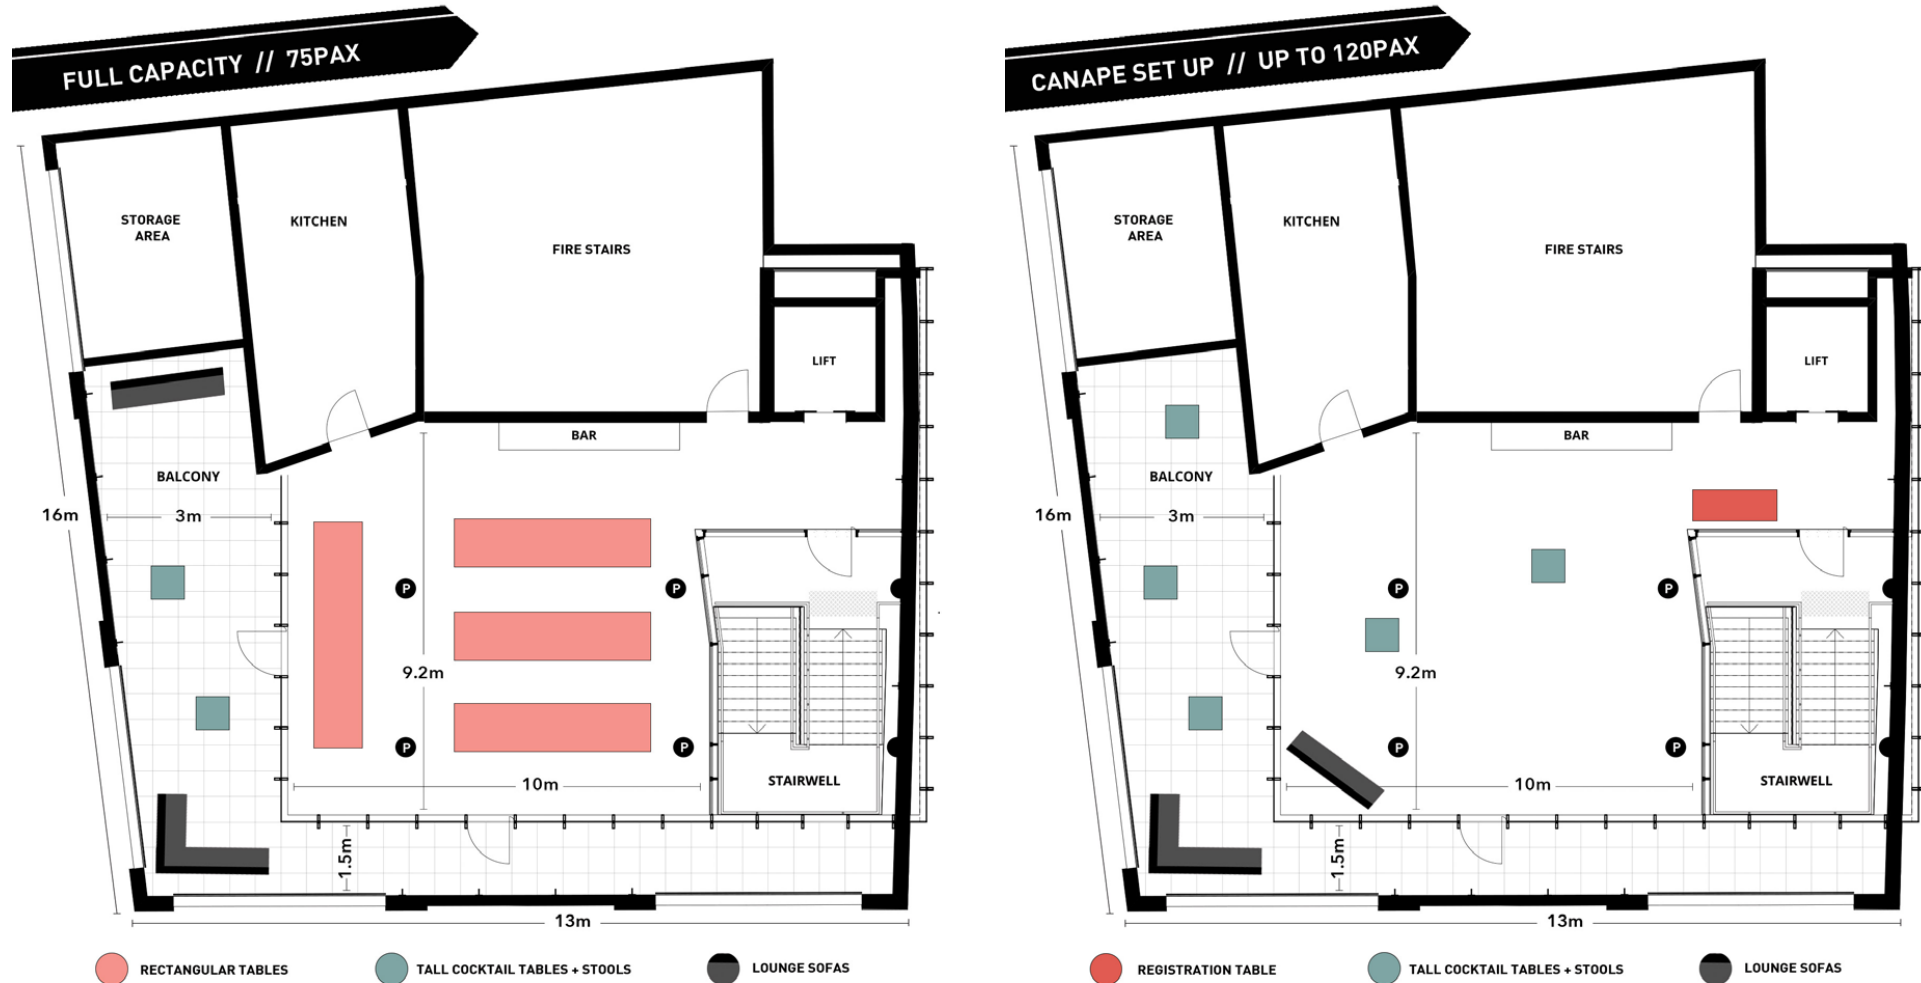 FULL CAPACITY // 75PAX
STORAGE
AREA
KITCHEN
FIRE STAIRS
LIFT
BAR
BALCONY
16m
3m
P
P
9.2m
P
P
10m
STAIRWELL
1.5m
13m
RECTANGULAR TABLES
TALL COCKTAIL TABLES + STOOLS
LOUNGE SOFAS
CANAPE SET UP // UP TO 120PAX
STORAGE
AREA
KITCHEN
FIRE STAIRS
LIFT
BAR
BALCONY
16m
3m
P
P
9.2m
P
P
10m
STAIRWELL
1.5m
13m
REGISTRATION TABLE
TALL COCKTAIL TABLES + STOOLS
LOUNGE SOFAS